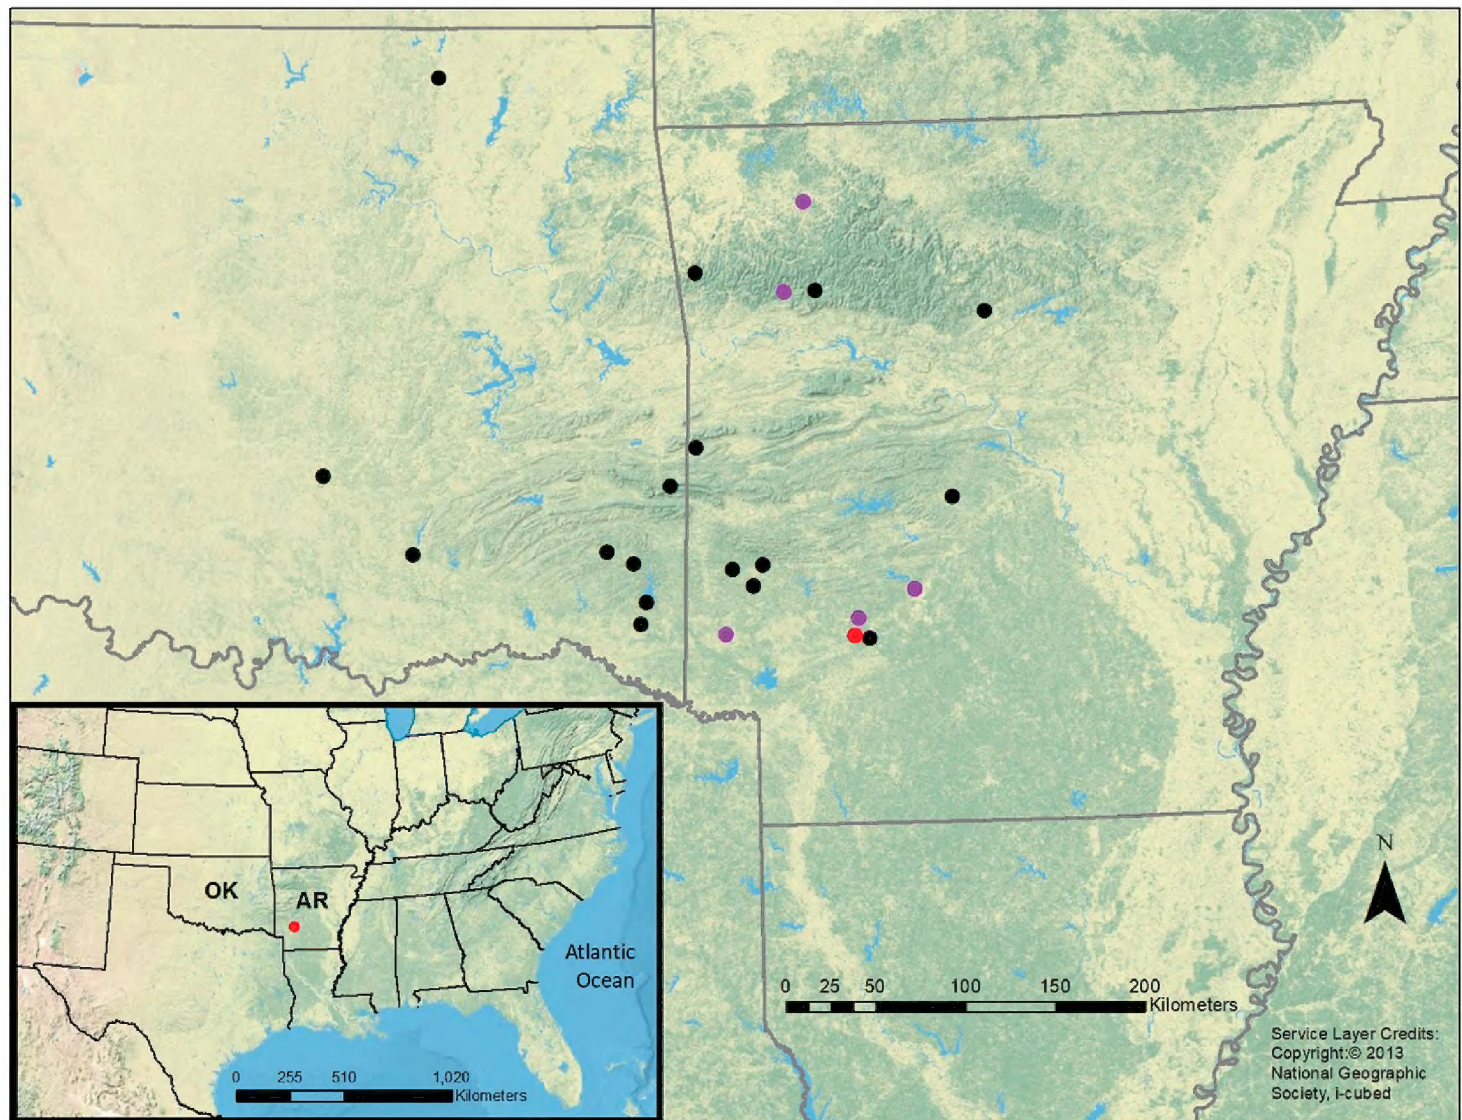 OK
AR
Atlantic
Ocean
0 255 510 1,020
Kilometers
N
0 25 50 100 150 200
Kilometers
Service Layer Credits:
Copyright:© 2013
National Geographic
Society, i-cubed